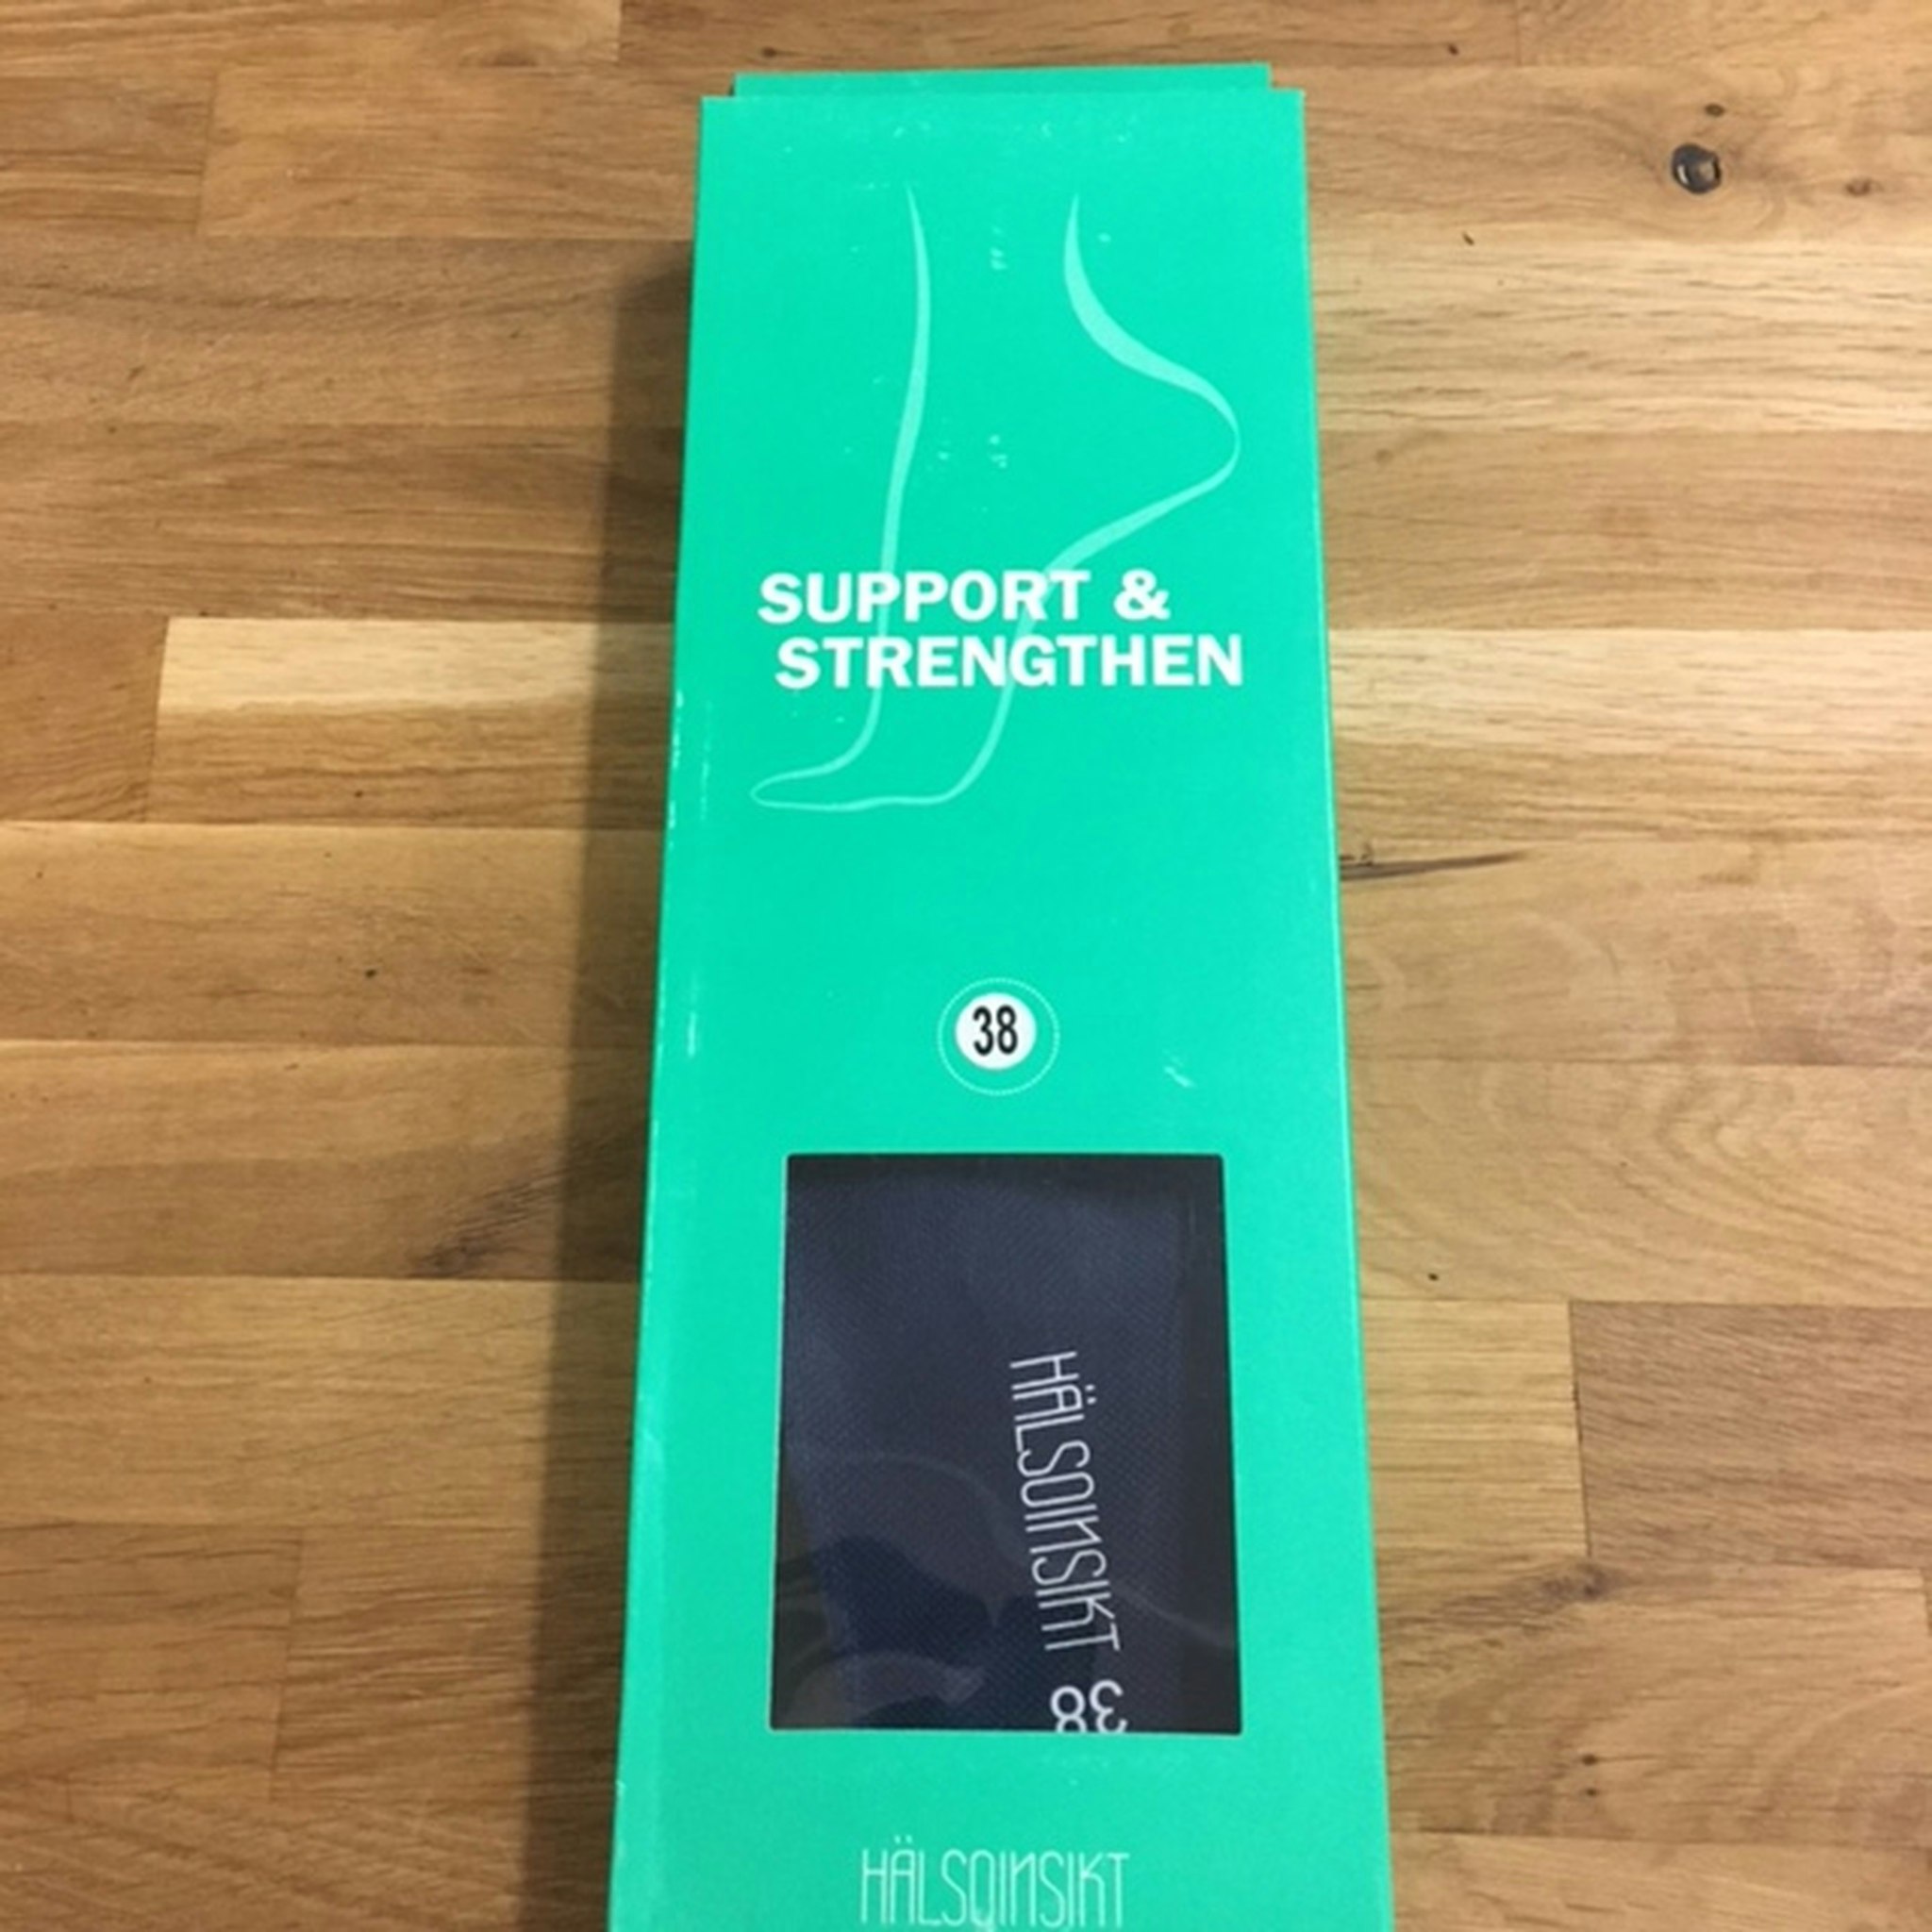 SUPPORT &
STRENGTHEN
38
HÄLSOINSIKT 38
HÄLSOINSIKT